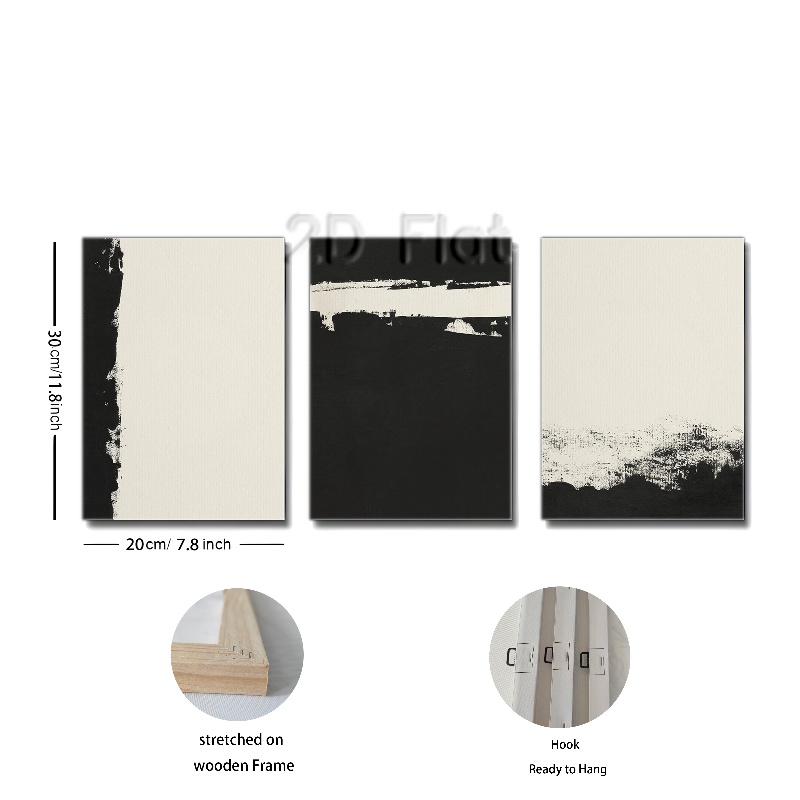 2D Flat
30cm/11.8inch
20cm/ 7.8 inch
stretched on
wooden Frame
Hook
Ready to Hang